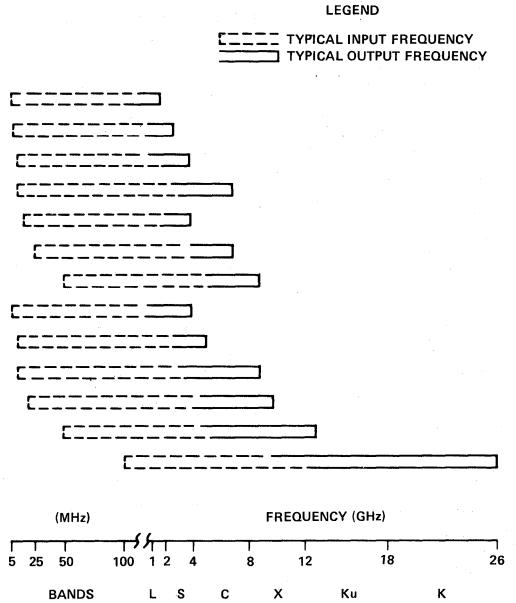 LEGEND
TYPICAL INPUT FREQUENCY
TYPICAL OUTPUT FREQUENCY
(MHz) FREQUENCY (GHz)
5 25 50 100 1 2 4 8 12 18 26
BANDS L S C X Ku K